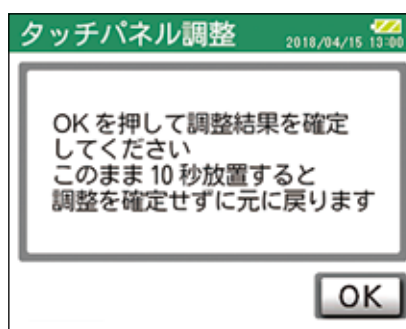 タッチパネル調整
2018/04/15 13:00
OKを押して調整結果を確定
してください
このまま10秒放置すると
調整を確定せずに元に戻ります
OK